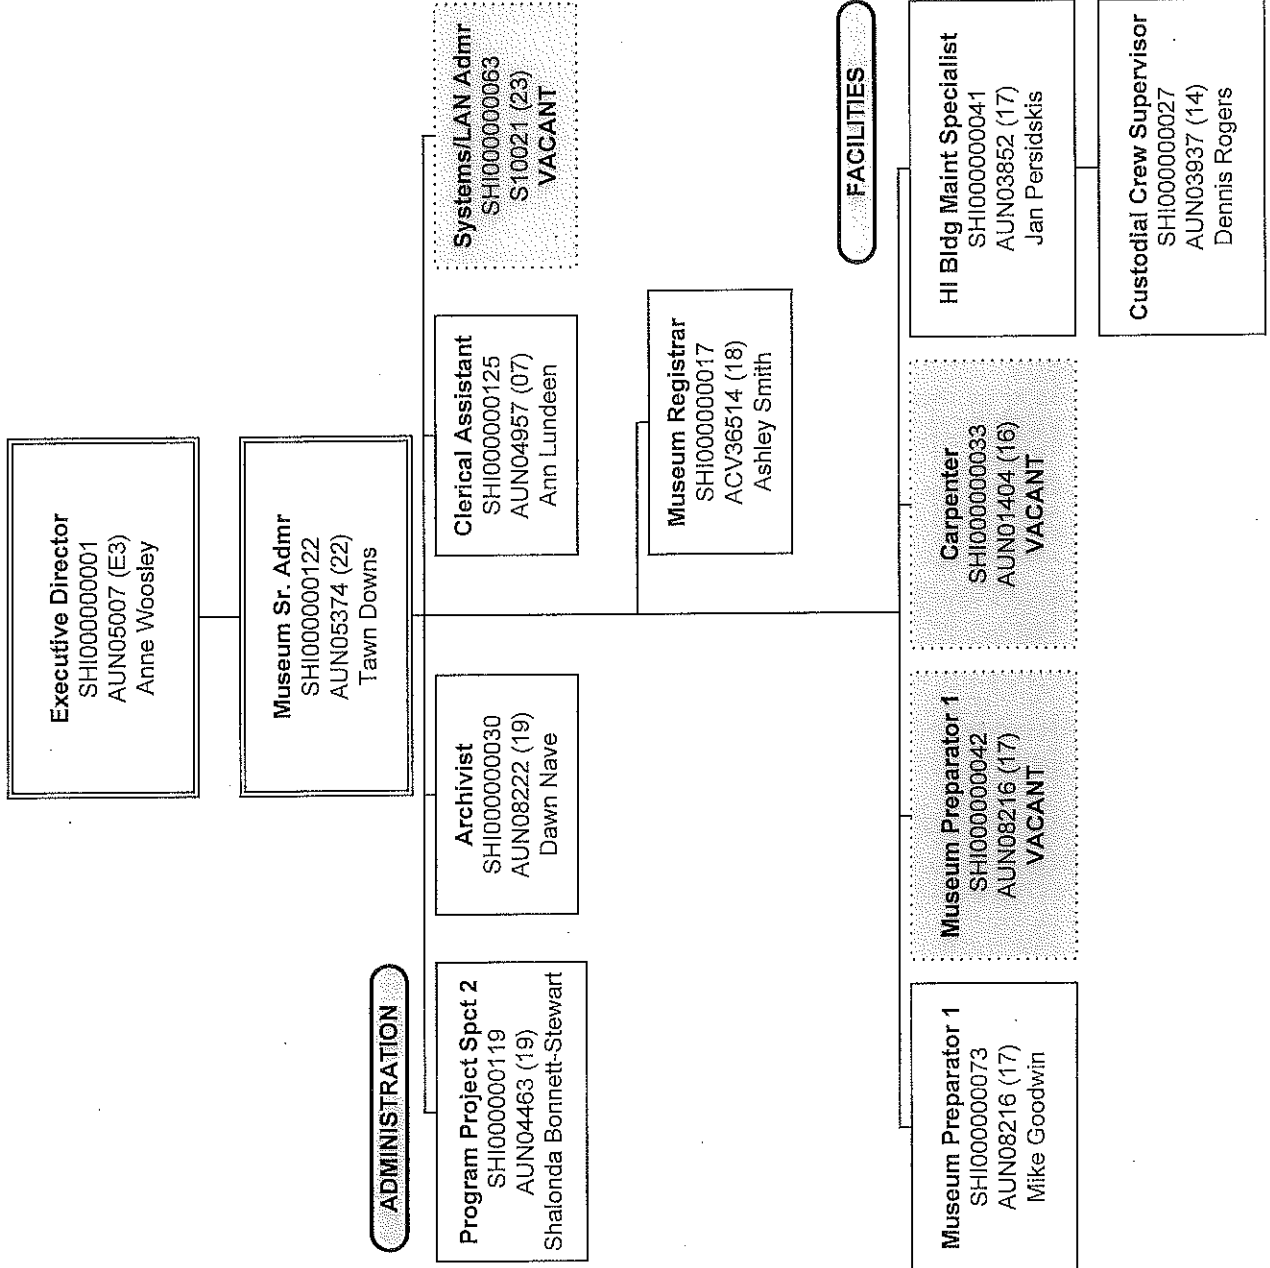 Executive Director
SHI000000001
AUN05007 (E3)
Anne Woosley
Museum Sr. Admr
SHI000000122
AUN05374 (22)
Tawn Downs
ADMINISTRATION
Program Project Spct 2
SHI000000119
AUN04463 (19)
Shalonda Bonnett-Stewart
Archivist
SHI000000030
AUN08222 (19)
Dawn Nave
Clerical Assistant
SHI000000125
AUN04957 (07)
Ann Lundeen
Systems/LAN Admr
SHI000000063
S10021 (23)
VACANT
Museum Registrar
SHI000000017
ACV36514 (18)
Ashley Smith
FACILITIES
Museum Preparator 1
SHI000000073
AUN08216 (17)
Mike Goodwin
Museum Preparator 1
SHI000000042
AUN08216 (17)
VACANT
Carpenter
SHI000000033
AUN01404 (16)
VACANT
HI Bldg Maint Specialist
SHI000000041
AUN03852 (17)
Jan Persidskis
Custodial Crew Supervisor
SHI000000027
AUN03937 (14)
Dennis Rogers